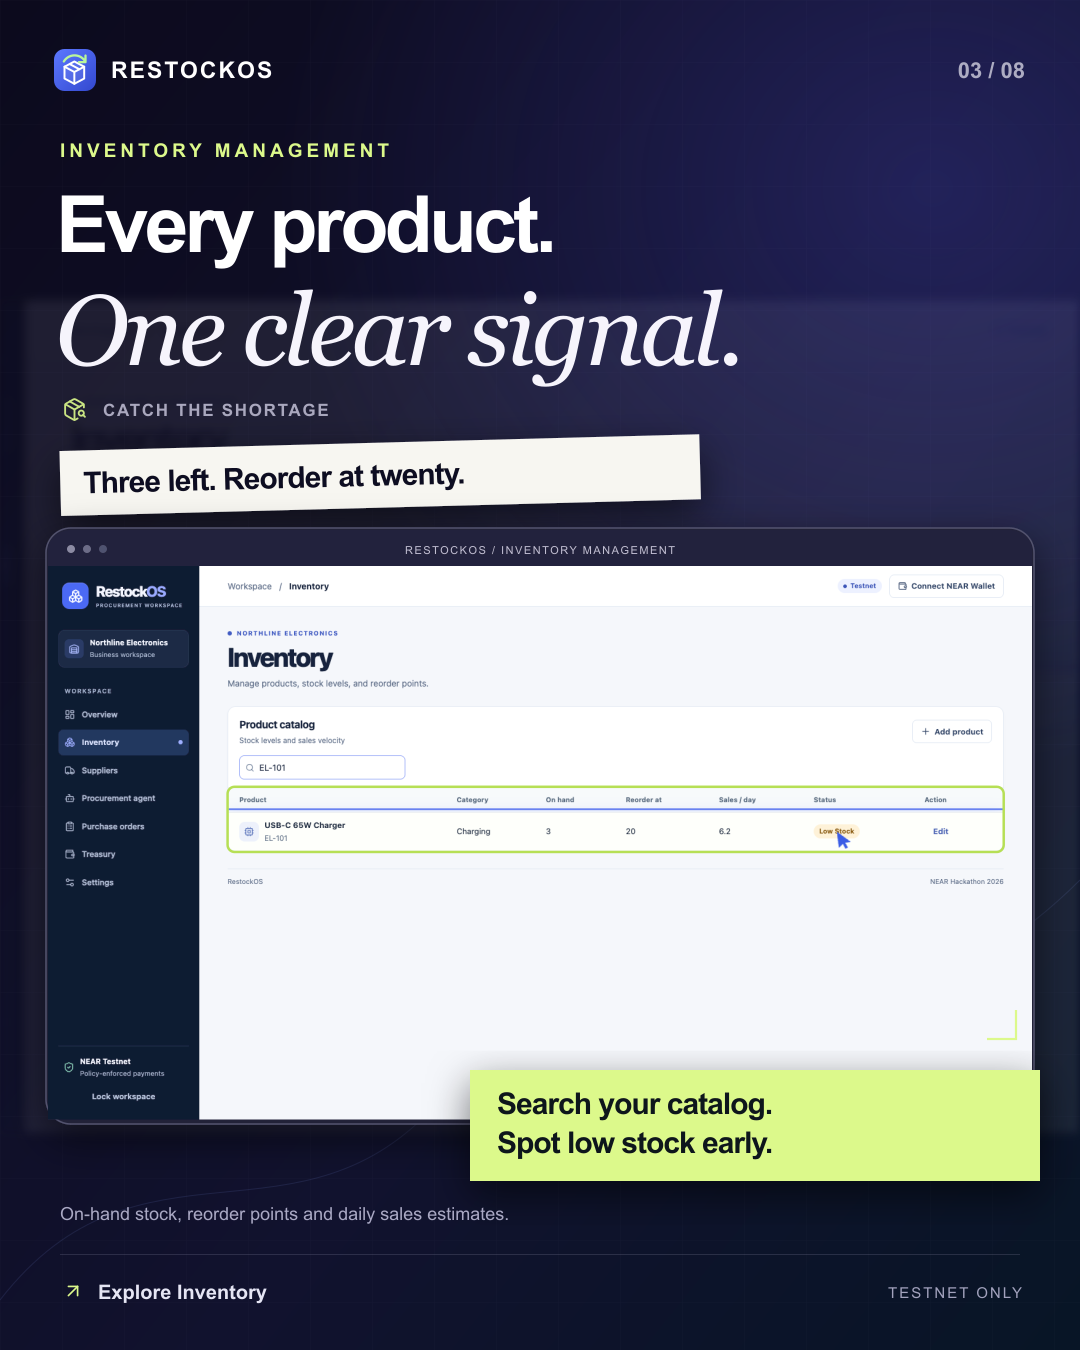 RESTOCKOS
03 / 08
INVENTORY MANAGEMENT
Every product.
One clear signal.
CATCH THE SHORTAGE
Three left. Reorder at twenty.
RESTOCKOS / INVENTORY MANAGEMENT
RestockOS
PROCUREMENT WORKSPACE
Northline Electronics
Business workspace
WORKSPACE
Overview
Inventory
Suppliers
Procurement agent
Purchase orders
Treasury
Settings
NEAR Testnet
Policy-enforced payments
Lock workspace
Workspace / Inventory
Testnet
Connect NEAR Wallet
NORTHLINE ELECTRONICS
Inventory
Manage products, stock levels, and reorder points.
Product catalog
Stock levels and sales velocity
Add product
EL-101
Product Category On hand Reorder at Sales / day Status Action
USB-C 65W Charger
EL-101
Charging 3 20 6.2 Low Stock Edit
RestockOS
NEAR Hackathon 2026
Search your catalog.
Spot low stock early.
On-hand stock, reorder points and daily sales estimates.
Explore Inventory
TESTNET ONLY